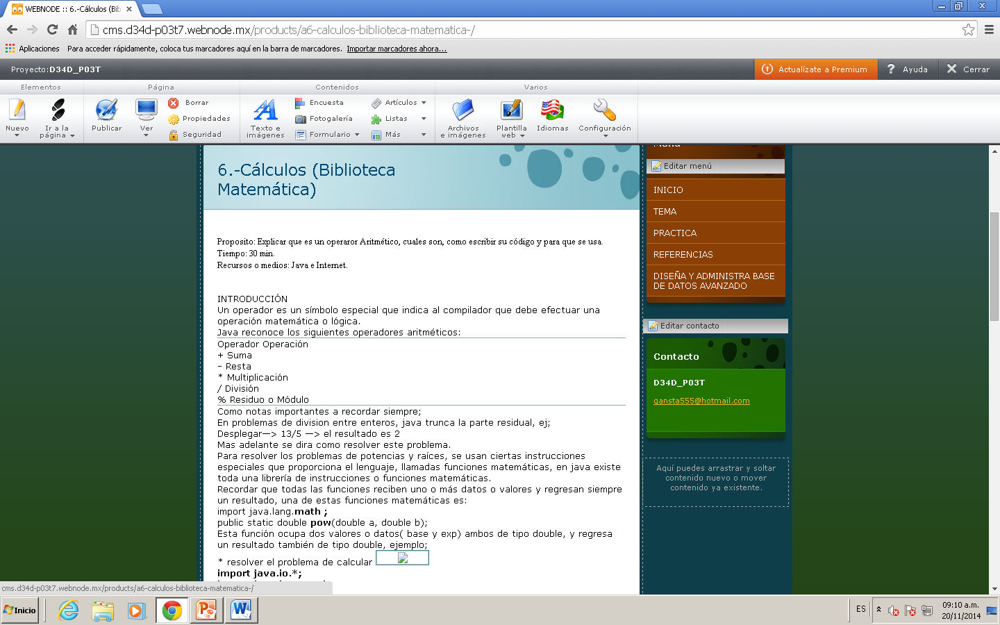 WEBNODE :: 6.-Cálculos (Bib
cms.d34d-p03t7.webnode.mx/products/a6-calculos-biblioteca-matematica-/
Aplicaciones Para acceder rápidamente, coloca tus marcadores aquí en la barra de marcadores. Importar marcadores ahora...
Proyecto:D34D_P03T
Actualízate a Premium
? Ayuda
Cerrar
Elementos
Página
Contenidos
Varios
Nuevo
Ir a la
página
Publicar
Ver
Borrar
Propiedades
Seguridad
Texto e
imágenes
Encuesta
Fotogalería
Formulario
Artículos
Listas
Más
Archivos
e imágenes
Plantilla
web
Idiomas
Configuración
6.-Cálculos (Biblioteca
Matemática)
Proposito: Explicar que es un operaror Aritmético, cuales son, como escribir su código y para que se usa.
Tiempo: 30 min.
Recursos o medios: Java e Internet.
INTRODUCCIÓN
Un operador es un símbolo especial que indica al compilador que debe efectuar una
operación matemática o lógica.
Java reconoce los siguientes operadores aritméticos:
Operador Operación
+ Suma
– Resta
* Multiplicación
/ División
% Residuo o Módulo
Como notas importantes a recordar siempre;
En problemas de division entre enteros, java trunca la parte residual, ej;
Desplegar—> 13/5 —> el resultado es 2
Mas adelante se dira como resolver este problema.
Para resolver los problemas de potencias y raíces, se usan ciertas instrucciones
especiales que proporciona el lenguaje, llamadas funciones matemáticas, en java existe
toda una librería de instrucciones o funciones matemáticas.
Recordar que todas las funciones reciben uno o más datos o valores y regresan siempre
un resultado, una de estas funciones matemáticas es:
import java.lang.math ;
public static double pow(double a, double b);
Esta función ocupa dos valores o datos( base y exp) ambos de tipo double, y regresa
un resultado también de tipo double, ejemplo;
* resolver el problema de calcular
import java.io.*;
Menú
Editar menú
INICIO
TEMA
PRACTICA
REFERENCIAS
DISEÑA Y ADMINISTRA BASE
DE DATOS AVANZADO
Editar contacto
Contacto
D34D_P03T
gansta555@hotmail.com
Aquí puedes arrastrar y soltar
contenido nuevo o mover
contenido ya existente.
cms.d34d-p03t7.webnode.mx/products/a6-calculos-biblioteca-matematica-/
Inicio
ES
09:10 a.m.
20/11/2014